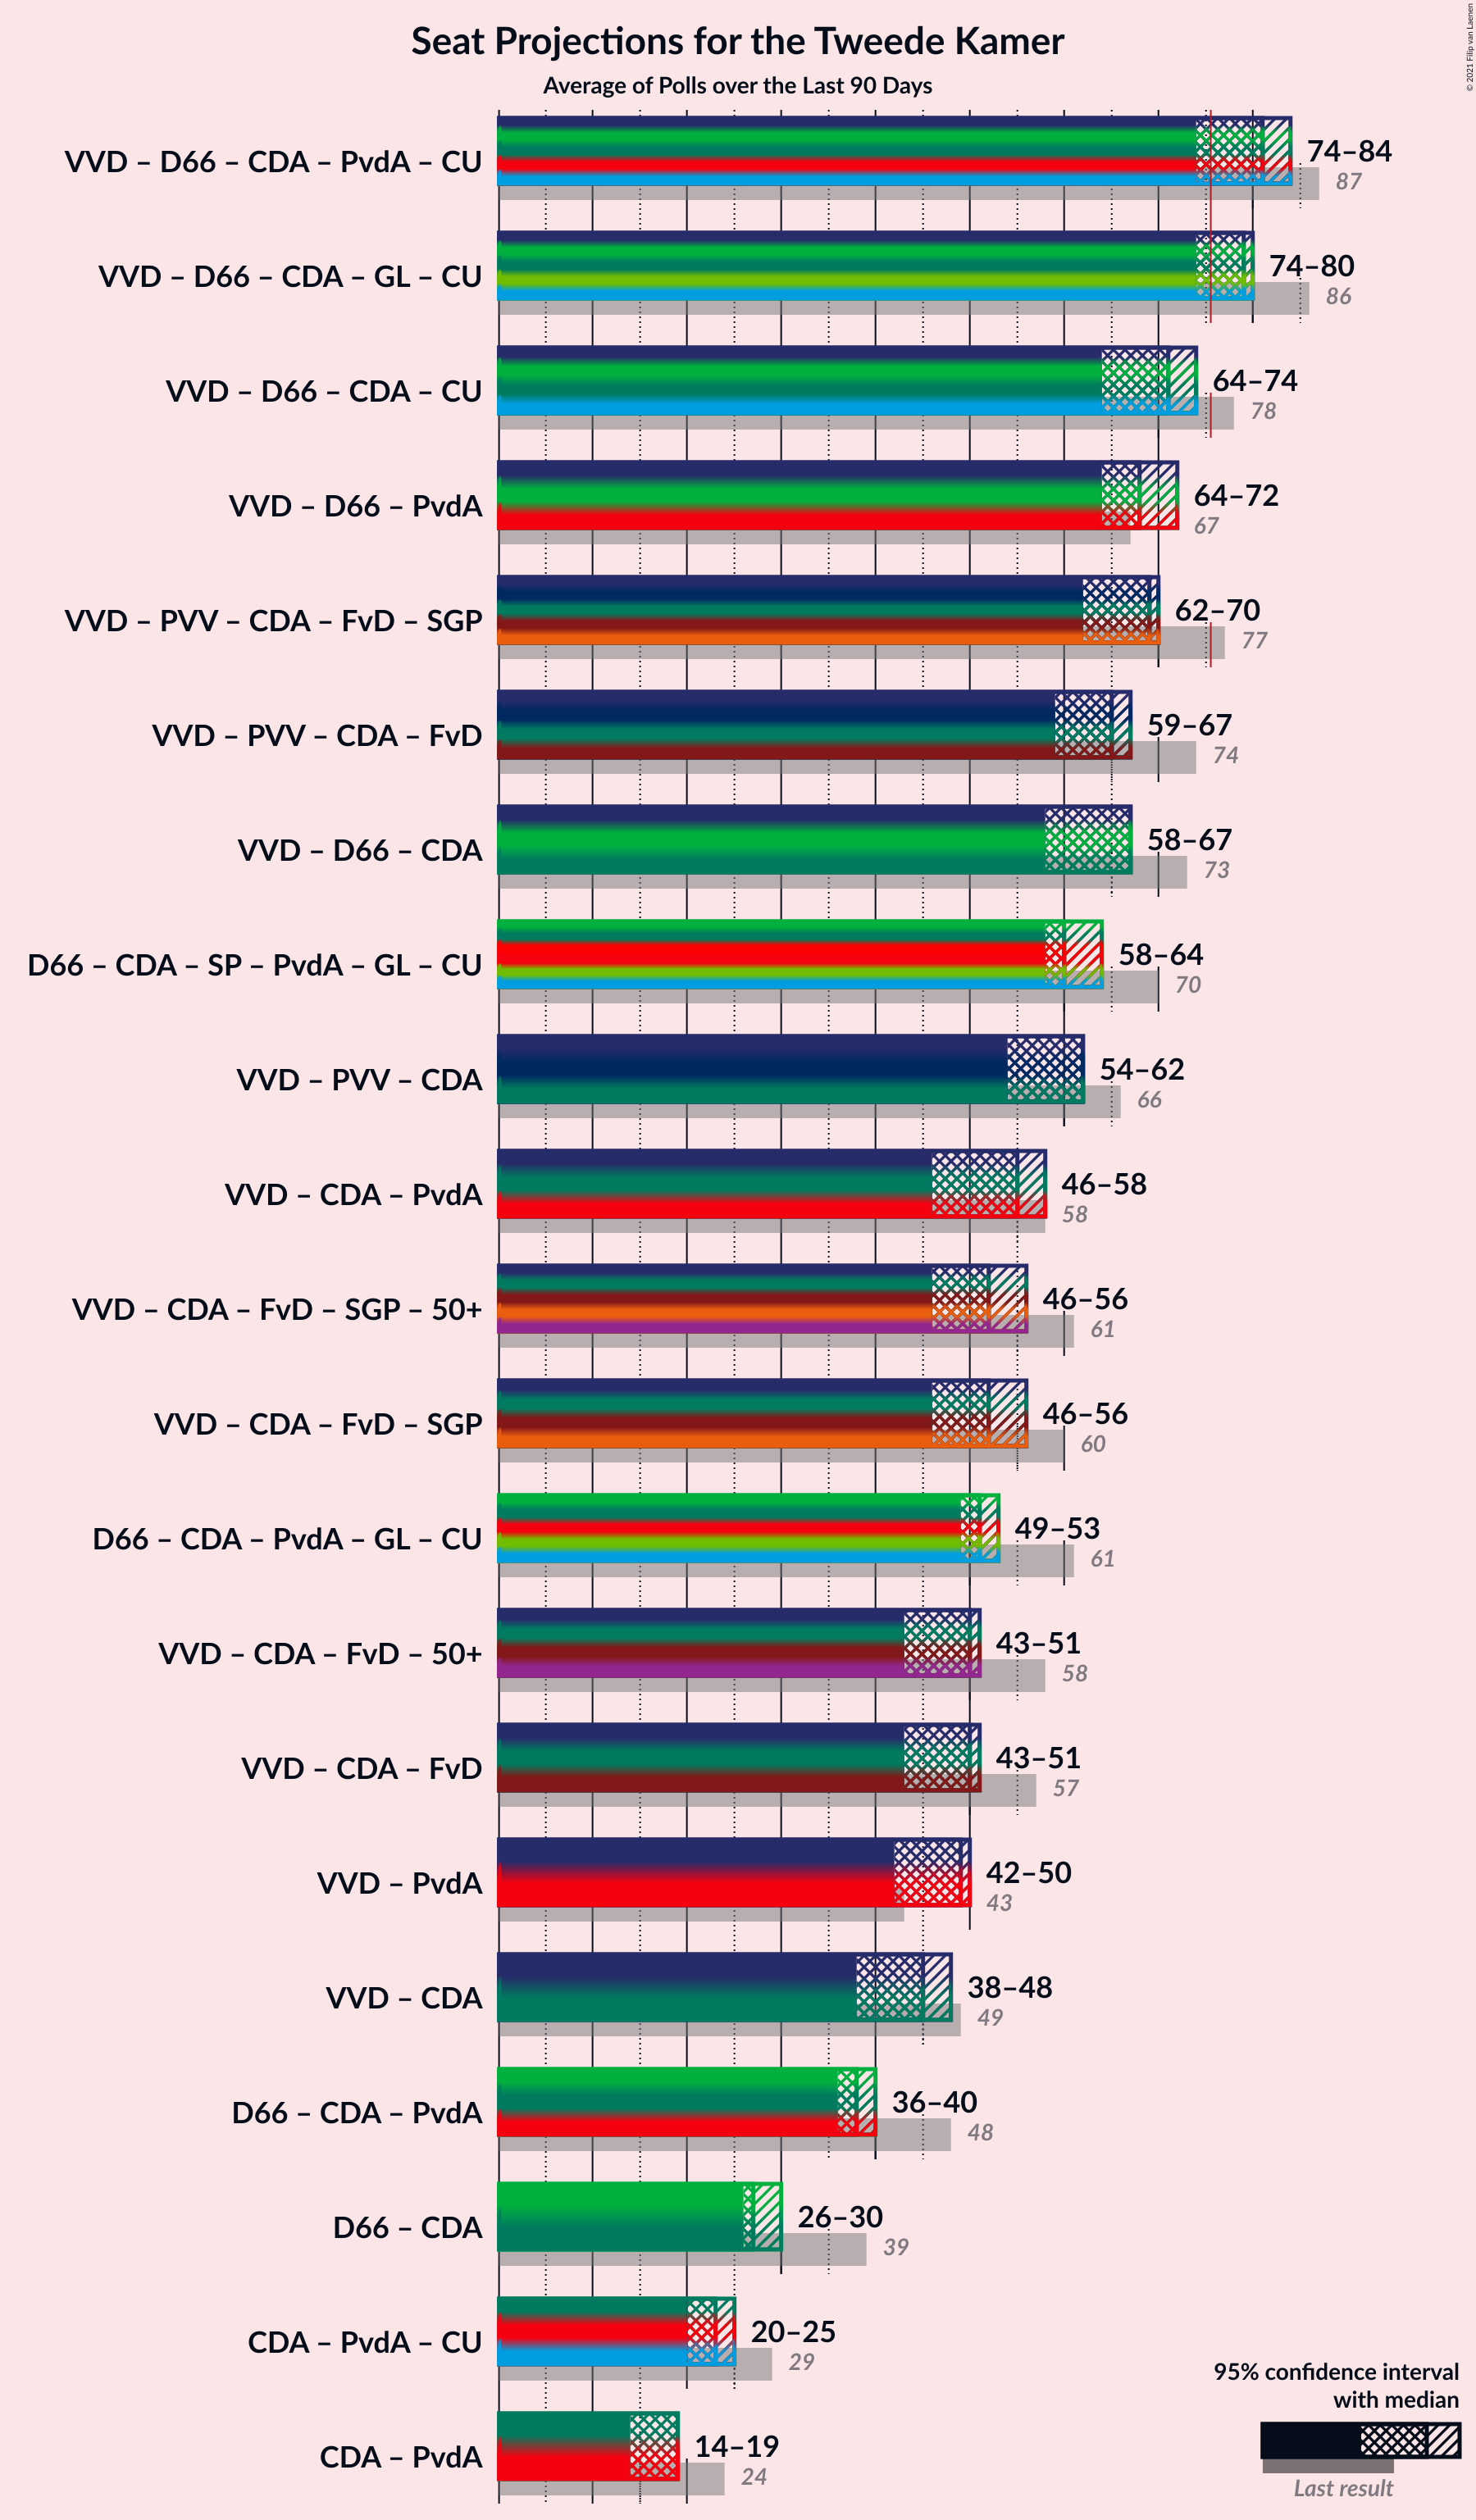 Seat Projections for the Tweede Kamer
Average of Polls over the Last 90 Days
© 2021 Filip van Laenen
VVD – D66 – CDA – PvdA – CU
74–84
87
VVD – D66 – CDA – GL – CU
74–80
86
VVD – D66 – CDA – CU
64–74
78
VVD – D66 – PvdA
64–72
67
VVD – PVV – CDA – FvD – SGP
62–70
77
VVD – PVV – CDA – FvD
59–67
74
VVD – D66 – CDA
58–67
73
D66 – CDA – SP – PvdA – GL – CU
58–64
70
VVD – PVV – CDA
54–62
66
VVD – CDA – PvdA
46–58
58
VVD – CDA – FvD – SGP – 50+
46–56
61
VVD – CDA – FvD – SGP
46–56
60
D66 – CDA – PvdA – GL – CU
49–53
61
VVD – CDA – FvD – 50+
43–51
58
VVD – CDA – FvD
43–51
57
VVD – PvdA
42–50
43
VVD – CDA
38–48
49
D66 – CDA – PvdA
36–40
48
D66 – CDA
26–30
39
CDA – PvdA – CU
20–25
29
CDA – PvdA
14–19
24
95% confidence interval
with median
Last result